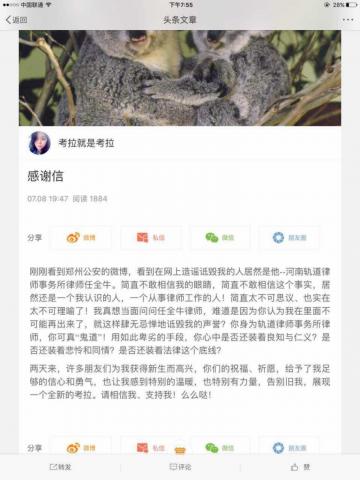 中国联通
下午7:55
28%
返回
头条文章
考拉就是考拉
感谢信
07.08 19:47 阅读 1884
分享 微博 私信 微信 朋友圈
刚刚看到郑州公安的微博，看到在网上造谣诋毁我的人居然是他--河南轨道律
师事务所律师任全牛。简直不敢相信我的眼睛，简直不敢相信这个事实，居
然还是一个我认识的人，一个从事律师工作的人！简直太不可思议、也实在
太不可理喻了！我真想当面问问任全牛律师，难道是因为你认为我在里面不
可能再出来了，就这样肆无忌惮地诋毁我的声誉？你身为轨道律师事务所律
师，你可真“鬼道”！用如此卑劣的手段，你心中是否还装着良知与仁义？是
否还装着悲怜和同情？是否还装着法律这个底线？
两天来，许多朋友们为我获得新生而高兴，你们的祝福、祈愿，给予了我足
够的信心和勇气，也让我感到特别的温暖，也特别有力量，告别旧我，展现
一个全新的考拉。请相信我、支持我！么么哒！
分享 微博 私信 微信 朋友圈
转发
评论
赞